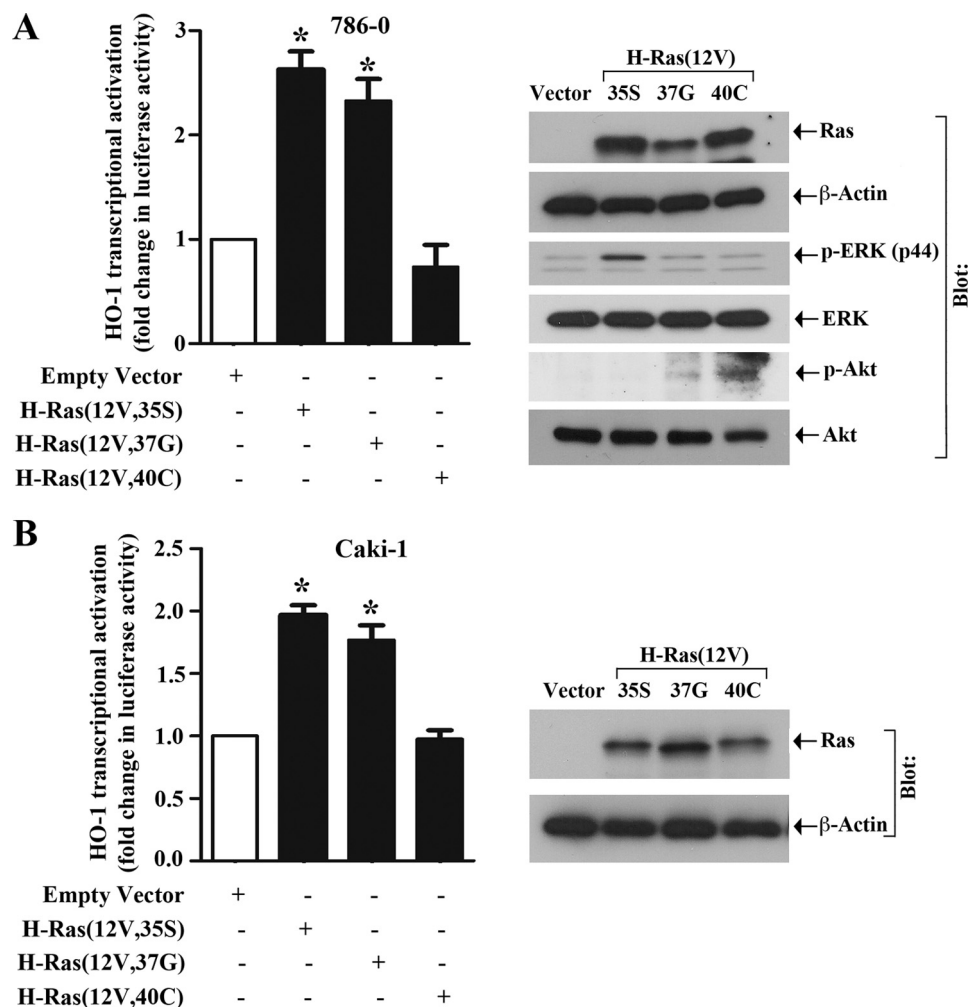 A
786-0
HO-1 transcriptional activation
(fold change in luciferase activity)
3
2
1
0
*
*
Empty Vector + - - -
H-Ras(12V,35S) - + - -
H-Ras(12V,37G) - - + -
H-Ras(12V,40C) - - - +
H-Ras(12V)
Vector 35S 37G 40C
Ras
β-Actin
p-ERK (p44)
ERK
p-Akt
Akt
Blot:
B
Caki-1
HO-1 transcriptional activation
(fold change in luciferase activity)
2.5
2.0
1.5
1.0
0.5
0.0
*
*
Empty Vector + - - -
H-Ras(12V,35S) - + - -
H-Ras(12V,37G) - - + -
H-Ras(12V,40C) - - - +
H-Ras(12V)
Vector 35S 37G 40C
Ras
β-Actin
Blot: